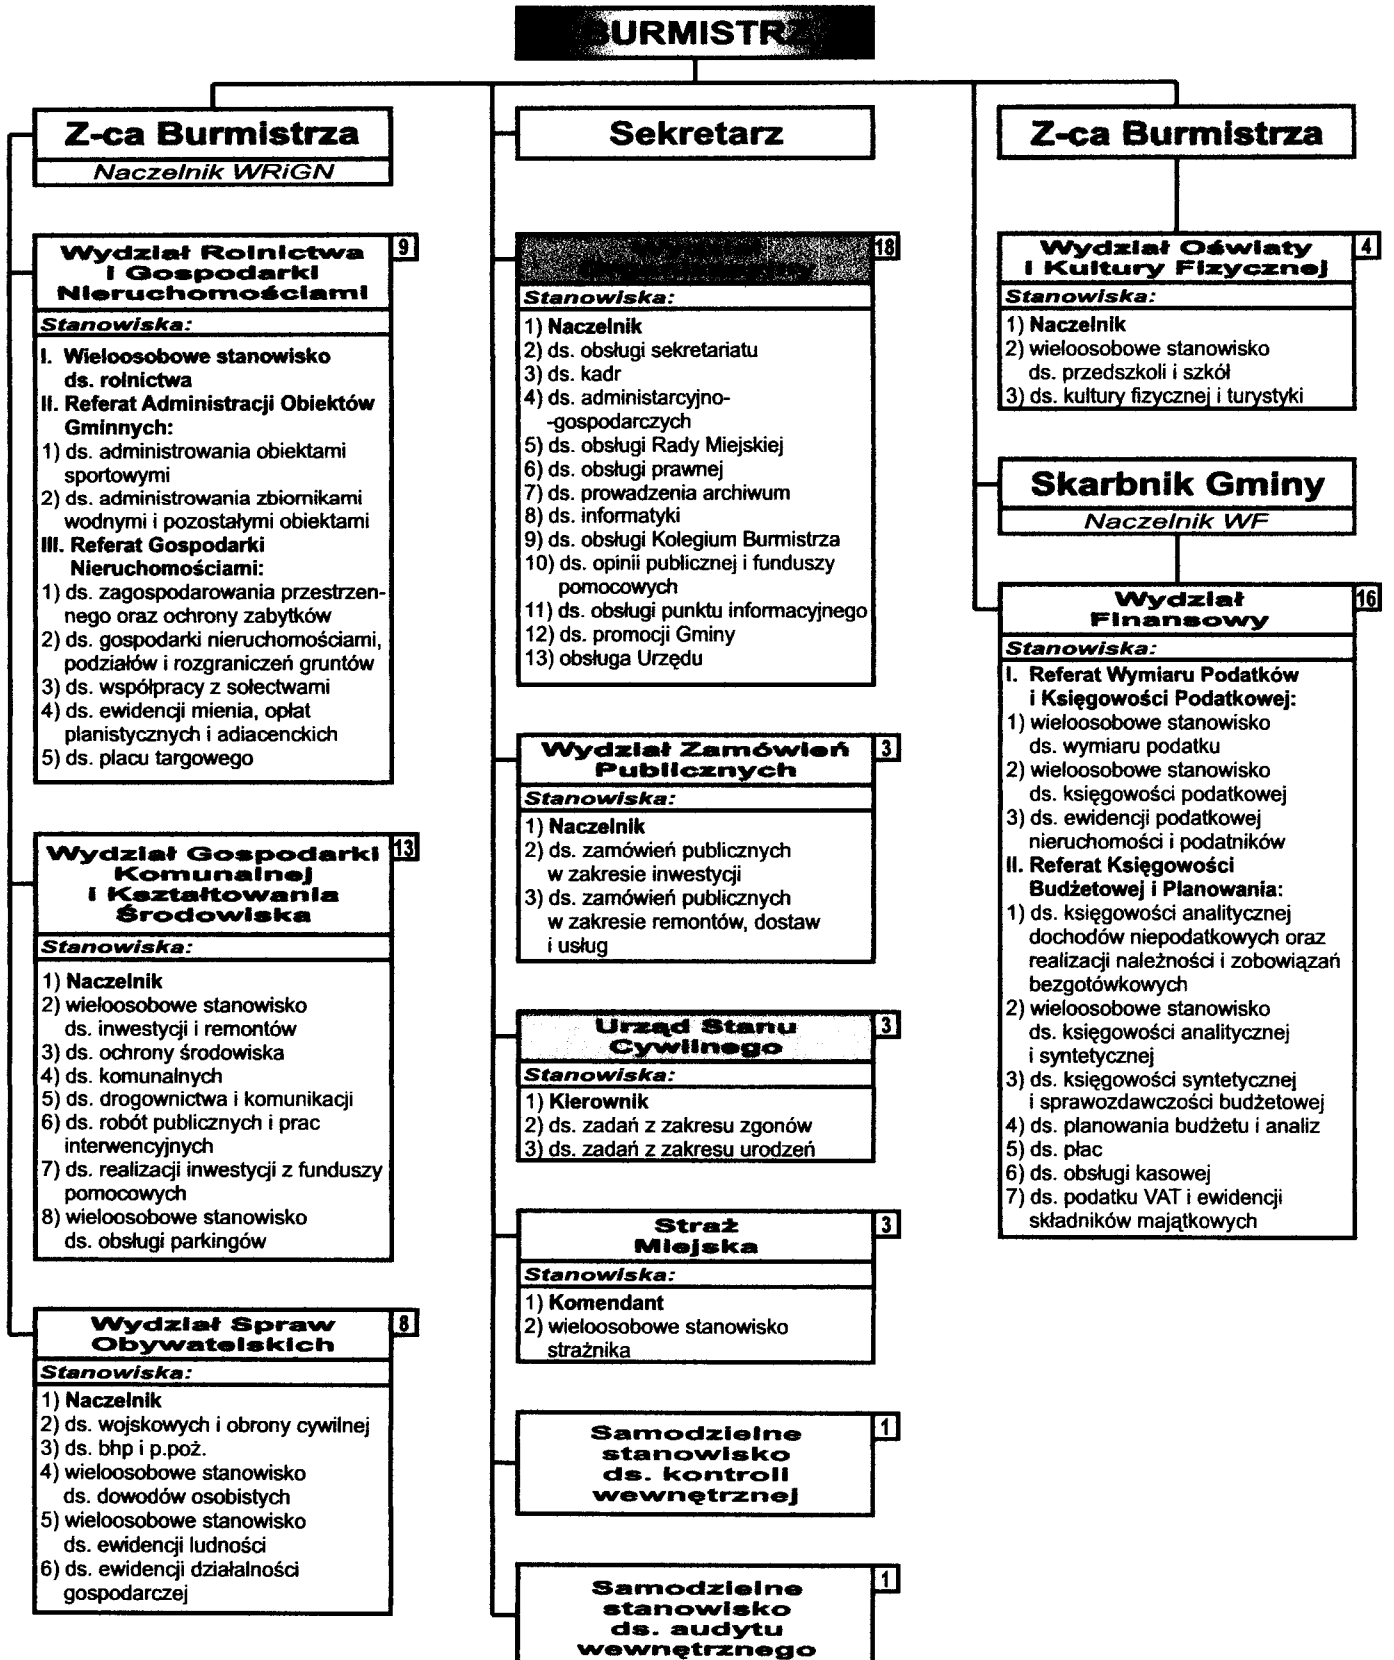 BURMISTRZ
Z-ca Burmistrza
Naczelnik WRiGN
Wydział Rolnictwa
i Gospodarki
Nieruchomościami
9
Stanowiska:
I. Wieloosobowe stanowisko
ds. rolnictwa
II. Referat Administracji Obiektów
Gminnych:
1) ds. administrowania obiektami
sportowymi
2) ds. administrowania zbiornikami
wodnymi i pozostałymi obiektami
III. Referat Gospodarki
Nieruchomościami:
1) ds. zagospodarowania przestrzen-
nego oraz ochrony zabytków
2) ds. gospodarki nieruchomościami,
podziałów i rozgraniczeń gruntów
3) ds. współpracy z sołectwami
4) ds. ewidencji mienia, opłat
planistycznych i adiacenckich
5) ds. placu targowego
Wydział Gospodarki
Komunalnej
i Kształtowania
Środowiska
13
Stanowiska:
1) Naczelnik
2) wieloosobowe stanowisko
ds. inwestycji i remontów
3) ds. ochrony środowiska
4) ds. komunalnych
5) ds. drogownictwa i komunikacji
6) ds. robót publicznych i prac
interwencyjnych
7) ds. realizacji inwestycji z funduszy
pomocowych
8) wieloosobowe stanowisko
ds. obsługi parkingów
Wydział Spraw
Obywatelskich
8
Stanowiska:
1) Naczelnik
2) ds. wojskowych i obrony cywilnej
3) ds. bhp i p.poż.
4) wieloosobowe stanowisko
ds. dowodów osobistych
5) wieloosobowe stanowisko
ds. ewidencji ludności
6) ds. ewidencji działalności
gospodarczej
Sekretarz
Wydział
Organizacyjny
18
Stanowiska:
1) Naczelnik
2) ds. obsługi sekretariatu
3) ds. kadr
4) ds. administarcyjno-
-gospodarczych
5) ds. obsługi Rady Miejskiej
6) ds. obsługi prawnej
7) ds. prowadzenia archiwum
8) ds. informatyki
9) ds. obsługi Kolegium Burmistrza
10) ds. opinii publicznej i funduszy
pomocowych
11) ds. obsługi punktu informacyjnego
12) ds. promocji Gminy
13) obsługa Urzędu
Wydział Zamówień
Publicznych
3
Stanowiska:
1) Naczelnik
2) ds. zamówień publicznych
w zakresie inwestycji
3) ds. zamówień publicznych
w zakresie remontów, dostaw
i usług
Urząd Stanu
Cywilnego
3
Stanowiska:
1) Kierownik
2) ds. zadań z zakresu zgonów
3) ds. zadań z zakresu urodzeń
Straż
Miejska
3
Stanowiska:
1) Komendant
2) wieloosobowe stanowisko
strażnika
Samodzielne
stanowisko
ds. kontroli
wewnętrznej
1
Samodzielne
stanowisko
ds. audytu
wewnętrznego
1
Z-ca Burmistrza
Wydział Oświaty
i Kultury Fizycznej
4
Stanowiska:
1) Naczelnik
2) wieloosobowe stanowisko
ds. przedszkoli i szkół
3) ds. kultury fizycznej i turystyki
Skarbnik Gminy
Naczelnik WF
Wydział
Finansowy
16
Stanowiska:
I. Referat Wymiaru Podatków
i Księgowości Podatkowej:
1) wieloosobowe stanowisko
ds. wymiaru podatku
2) wieloosobowe stanowisko
ds. księgowości podatkowej
3) ds. ewidencji podatkowej
nieruchomości i podatników
II. Referat Księgowości
Budżetowej i Planowania:
1) ds. księgowości analitycznej
dochodów niepodatkowych oraz
realizacji należności i zobowiązań
bezgotówkowych
2) wieloosobowe stanowisko
ds. księgowości analitycznej
i syntetycznej
3) ds. księgowości syntetycznej
i sprawozdawczości budżetowej
4) ds. planowania budżetu i analiz
5) ds. płac
6) ds. obsługi kasowej
7) ds. podatku VAT i ewidencji
składników majątkowych